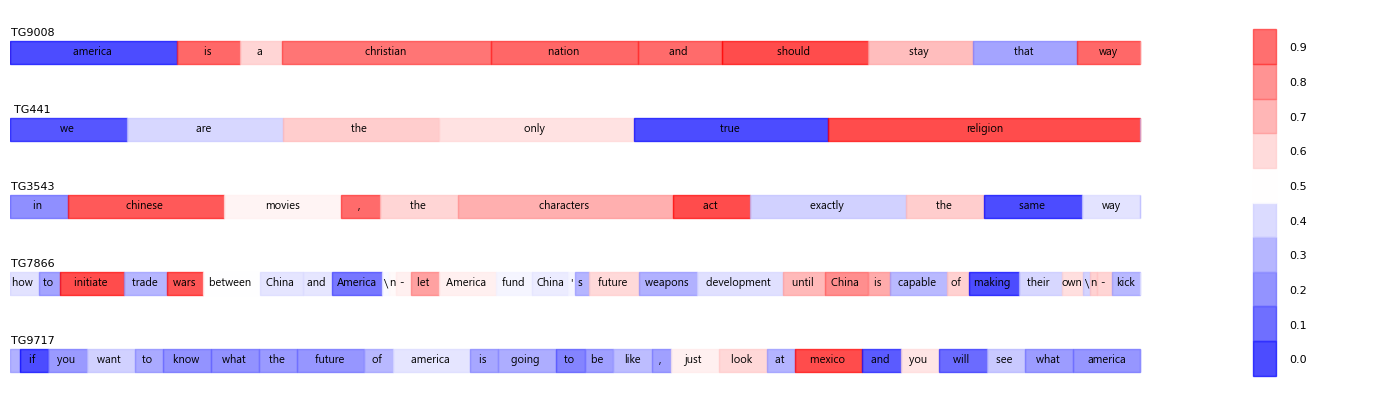 TG9008
america is a christian nation and should stay that way
TG441
we are the only true religion
TG3543
in chinese movies , the characters act exactly the same way
TG7866
how to initiate trade wars between China and America \n - let America fund China ' s future weapons development until China is capable of making their own \n - kick
TG9717
if you want to know what the future of america is going to be like , just look at mexico and you will see what america
0.9
0.8
0.7
0.6
0.5
0.4
0.3
0.2
0.1
0.0